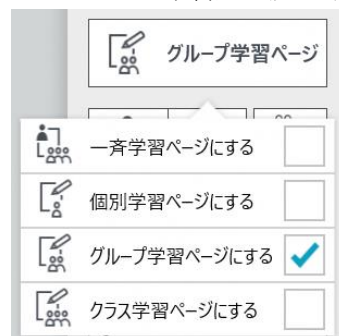 グループ学習ページ
一斉学習ページにする
個別学習ページにする
グループ学習ページにする
クラス学習ページにする